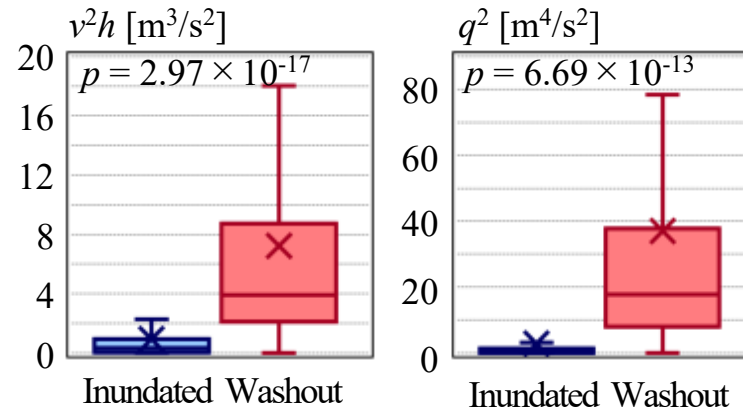 v²h [m³/s²]
p = 2.97 × 10⁻¹⁷
20
16
12
8
4
0
Inundated Washout
q² [m⁴/s²]
p = 6.69 × 10⁻¹³
80
60
40
20
0
Inundated Washout